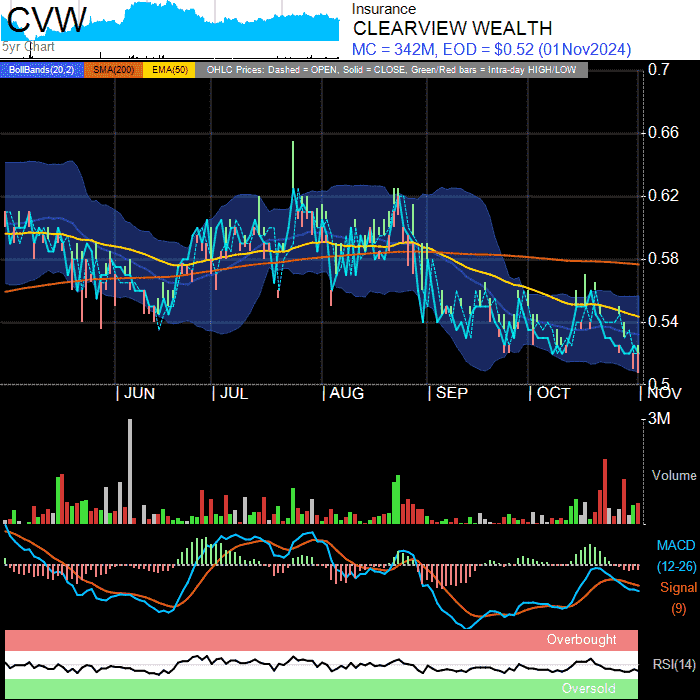 CVW
5yr Chart
Insurance
CLEARVIEW WEALTH
MC = 342M, EOD = $0.52 (01Nov2024)
BollBands(20,2) SMA(200) EMA(50) OHLC Prices: Dashed = OPEN, Solid = CLOSE, Green/Red bars = Intra-day HIGH/LOW
0.7
0.66
0.62
0.58
0.54
0.5
| JUN | JUL | AUG | SEP | OCT | NOV
3M
Volume
MACD
(12-26)
Signal
(9)
Overbought
RSI(14)
Oversold